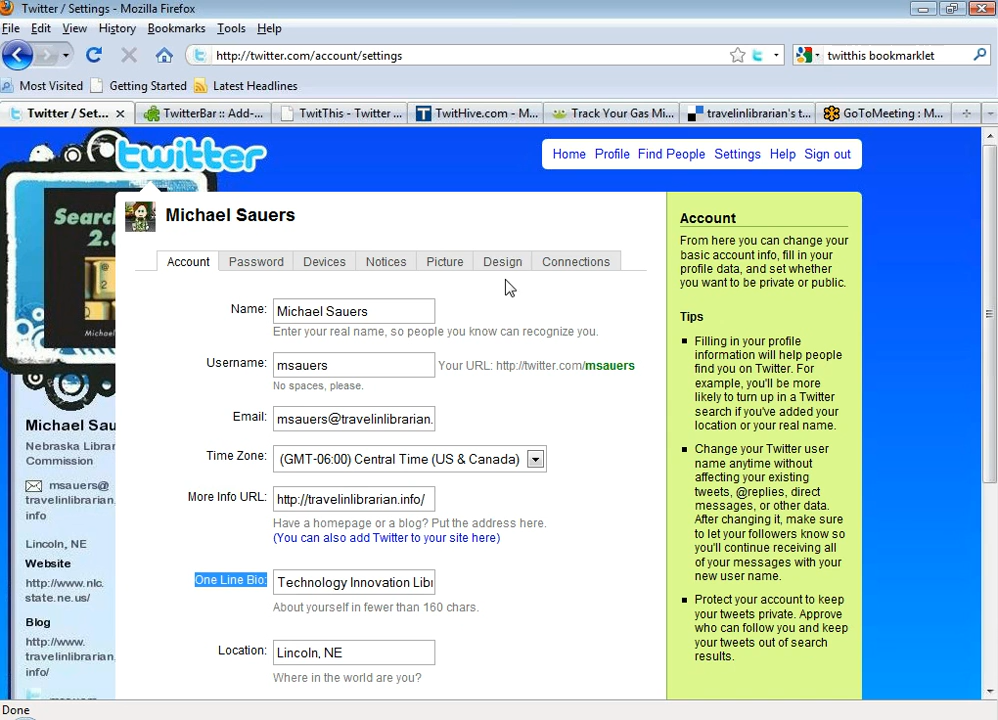 Twitter / Settings - Mozilla Firefox
File Edit View History Bookmarks Tools Help
http://twitter.com/account/settings
twitthis bookmarklet
Most Visited Getting Started Latest Headlines
Twitter / Set... TwitterBar :: Add-... TwitThis - Twitter ... TwitHive.com - M... Track Your Gas Mi... travelinlibrarian's t... GoToMeeting : M...
twitter
Home Profile Find People Settings Help Sign out
Search
2.
Michael
Michael Sauers
Account Password Devices Notices Picture Design Connections
Name: Michael Sauers
Enter your real name, so people you know can recognize you.
Username: msauers Your URL: http://twitter.com/msauers
No spaces, please.
Email: msauers@travelinlibrarian.
Time Zone: (GMT-06:00) Central Time (US & Canada)
More Info URL: http://travelinlibrarian.info/
Have a homepage or a blog? Put the address here.
(You can also add Twitter to your site here)
One Line Bio: Technology Innovation Libr
About yourself in fewer than 160 chars.
Location: Lincoln, NE
Where in the world are you?
Michael Sau
Nebraska Librar
Commission
msauers@
travelinlibrarian.
info
Lincoln, NE
Website
http://www.nlc.
state.ne.us/
Blog
http://www.
travelinlibrarian.
info/
Account
From here you can change your
basic account info, fill in your
profile data, and set whether
you want to be private or public.
Tips
Filling in your profile
information will help people
find you on Twitter. For
example, you'll be more
likely to turn up in a Twitter
search if you've added your
location or your real name.
Change your Twitter user
name anytime without
affecting your existing
tweets, @replies, direct
messages, or other data.
After changing it, make sure
to let your followers know so
you'll continue receiving all
of your messages with your
new user name.
Protect your account to keep
your tweets private. Approve
who can follow you and keep
your tweets out of search
results.
Done